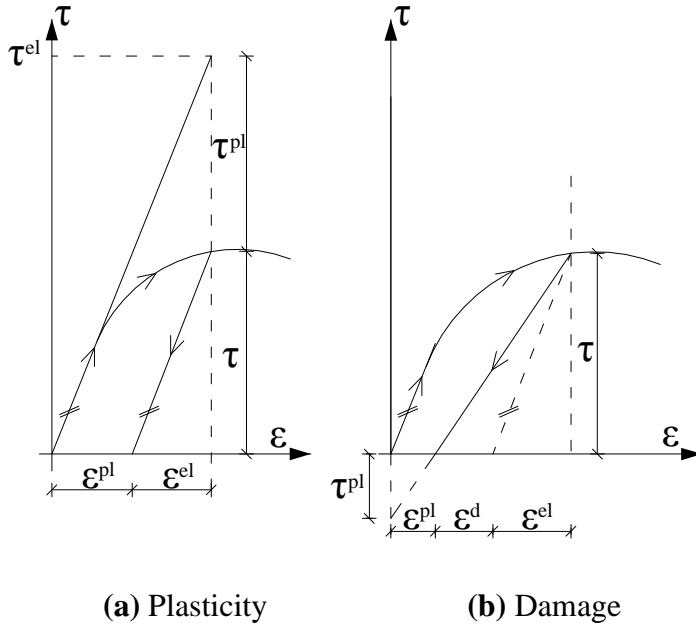 τ
τ^el
τ^pl
τ
ε
ε^pl ε^el
(a) Plasticity
τ
τ
ε
τ^pl
ε^pl ε^d ε^el
(b) Damage